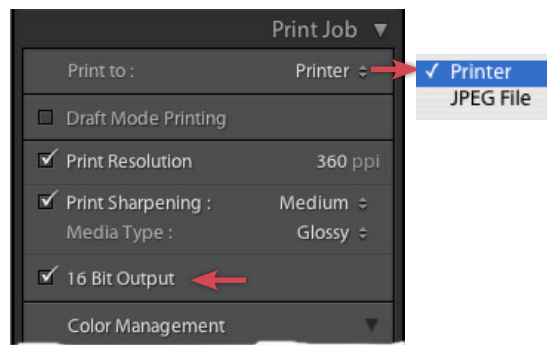 Print Job
Print to : Printer
Printer
JPEG File
Draft Mode Printing
Print Resolution 360 ppi
Print Sharpening : Medium
Media Type : Glossy
16 Bit Output
Color Management